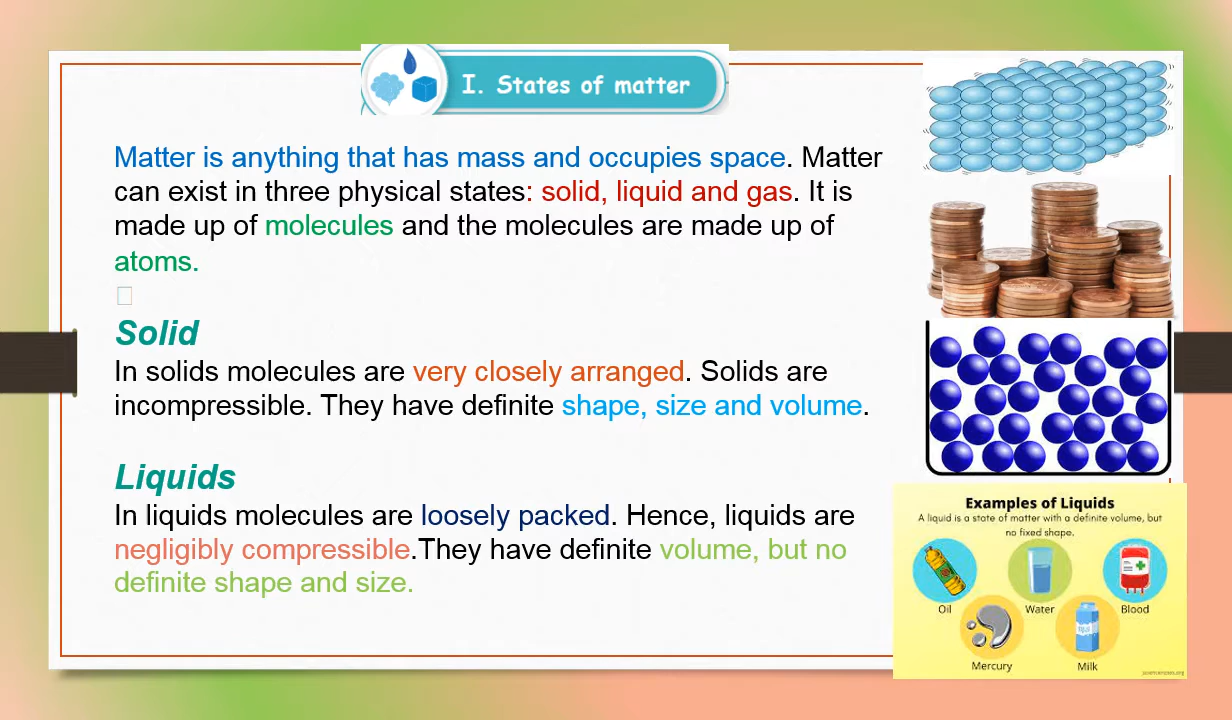 I. States of matter
Matter is anything that has mass and occupies space. Matter
can exist in three physical states: solid, liquid and gas. It is
made up of molecules and the molecules are made up of
atoms.
Solid
In solids molecules are very closely arranged. Solids are
incompressible. They have definite shape, size and volume.
Liquids
In liquids molecules are loosely packed. Hence, liquids are
negligibly compressible.They have definite volume, but no
definite shape and size.
Examples of Liquids
A liquid is a state of matter with a definite volume, but
no fixed shape.
Oil
Water
Blood
Mercury
Milk